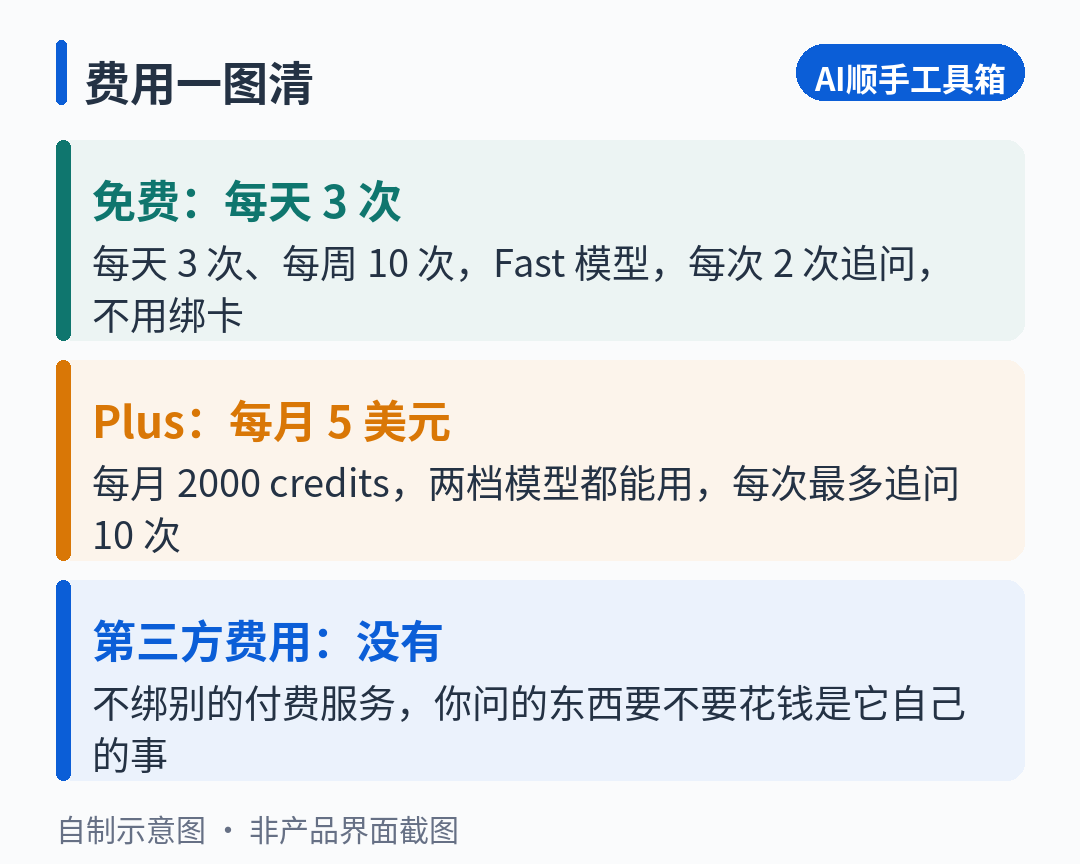 费用一图清
AI顺手工具箱
免费：每天 3 次
每天 3 次、每周 10 次，Fast 模型，每次 2 次追问，
不用绑卡
Plus：每月 5 美元
每月 2000 credits，两档模型都能用，每次最多追问
10 次
第三方费用：没有
不绑别的付费服务，你问的东西要不要花钱是它自己
的事
自制示意图 · 非产品界面截图